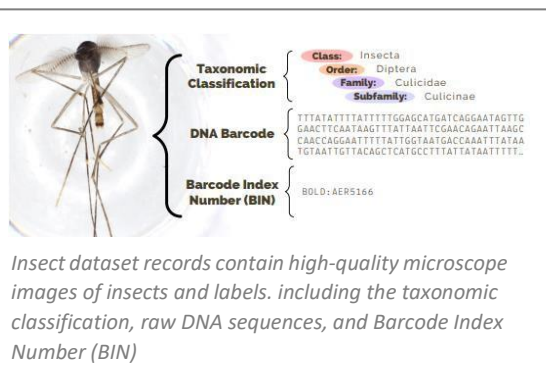 Taxonomic Classification
Class: Insecta
Order: Diptera
Family: Culicidae
Subfamily: Culicinae
DNA Barcode
TTTATATTTTATTTTTGGAGCATGATCAGGAATAGTTG
GAACTTCAATAAGTTTATTAATTCGAACAGAATTAAGC
CAACCAGGAATTTTTATTGGTAATGACCAAATTTATAA
TGTAATTGTTACAGCTCATGCCTTTATTATAATTTTT…
Barcode Index
Number (BIN)
BOLD:AER5166
Insect dataset records contain high-quality microscope
images of insects and labels. including the taxonomic
classification, raw DNA sequences, and Barcode Index
Number (BIN)